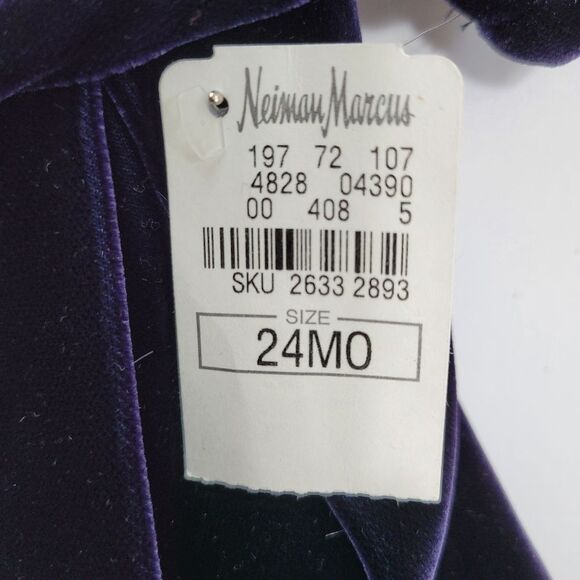 Neiman Marcus
197 72 107
4828 04390
00 408 5
SKU 2633 2893
SIZE
24MO